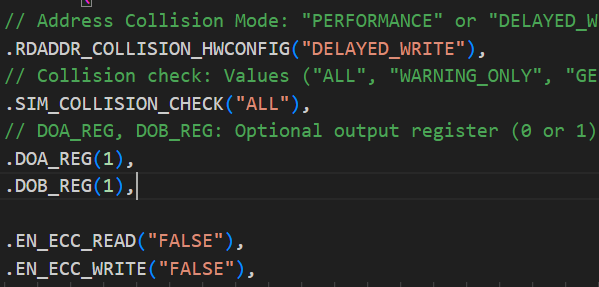 // Address Collision Mode: "PERFORMANCE" or "DELAYED_W
.RDADDR_COLLISION_HWCONFIG("DELAYED_WRITE"),
// Collision check: Values ("ALL", "WARNING_ONLY", "GE
.SIM_COLLISION_CHECK("ALL"),
// DOA_REG, DOB_REG: Optional output register (0 or 1)
.DOA_REG(1),
.DOB_REG(1),
.EN_ECC_READ("FALSE"),
.EN_ECC_WRITE("FALSE"),